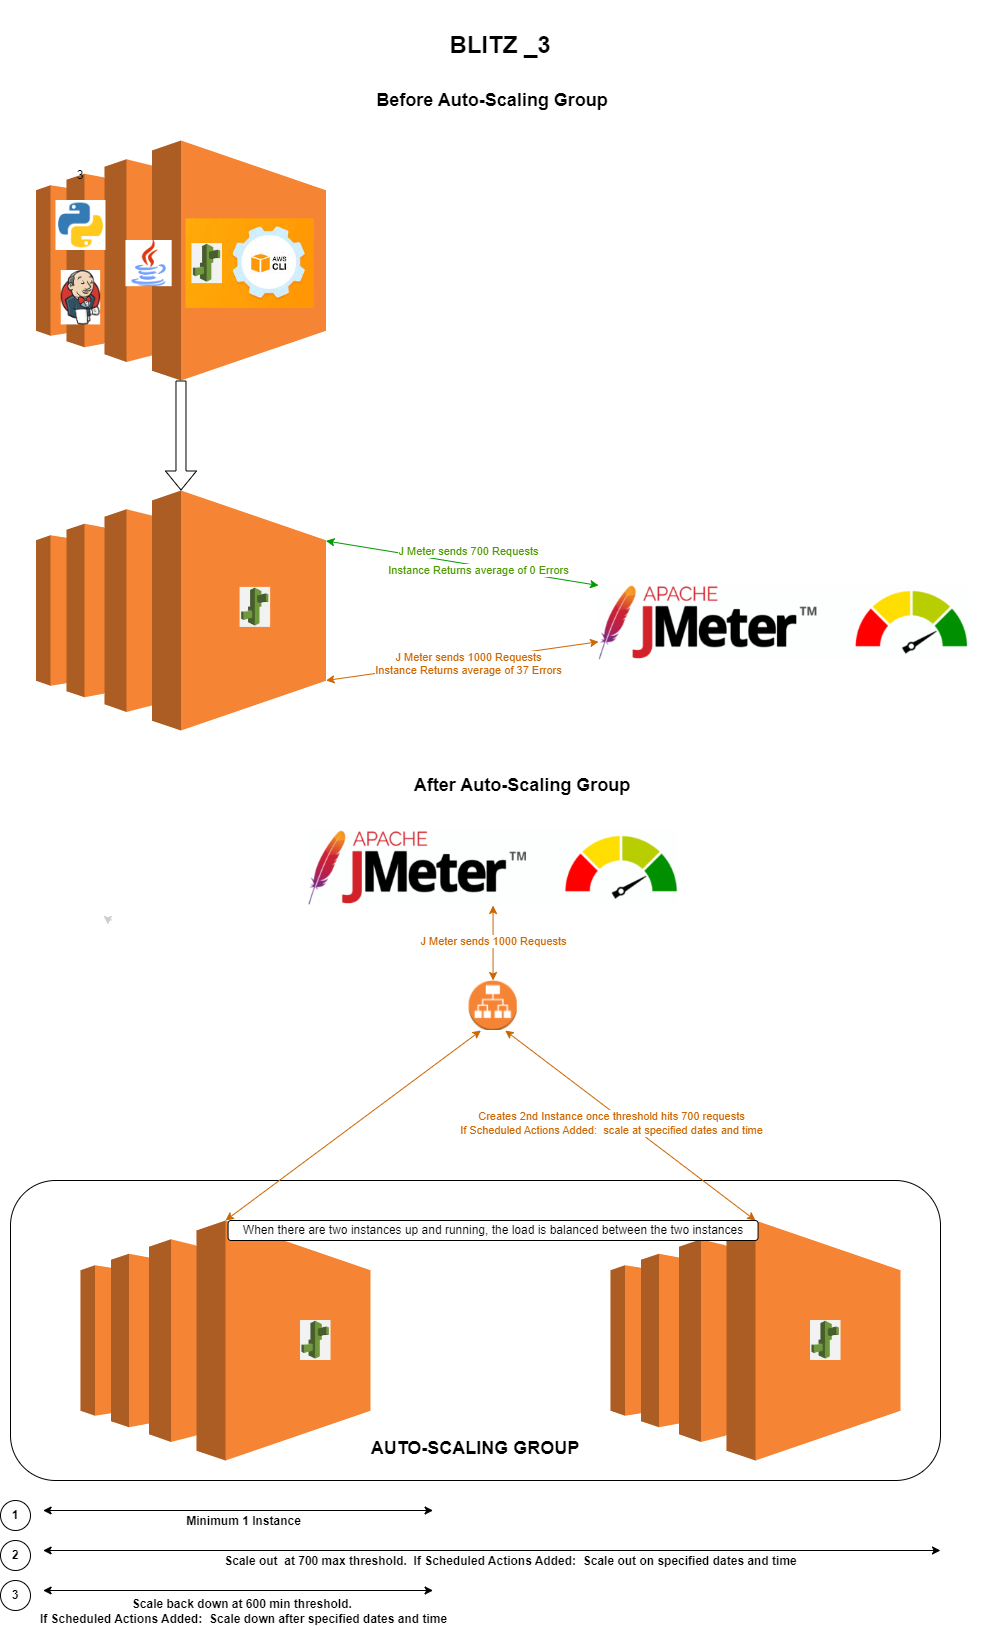 BLITZ _3
Before Auto-Scaling Group
3
AWS
CLI
J Meter sends 700 Requests
Instance Returns average of 0 Errors
APACHE
JMeter™
J Meter sends 1000 Requests
Instance Returns average of 37 Errors
After Auto-Scaling Group
APACHE
JMeter™
J Meter sends 1000 Requests
Creates 2nd Instance once threshold hits 700 requests
If Scheduled Actions Added:  scale at specified dates and time
When there are two instances up and running, the load is balanced between the two instances
AUTO-SCALING GROUP
1
Minimum 1 Instance
2
Scale out  at 700 max threshold.  If Scheduled Actions Added:  Scale out on specified dates and time
3
Scale back down at 600 min threshold.
If Scheduled Actions Added:  Scale down after specified dates and time